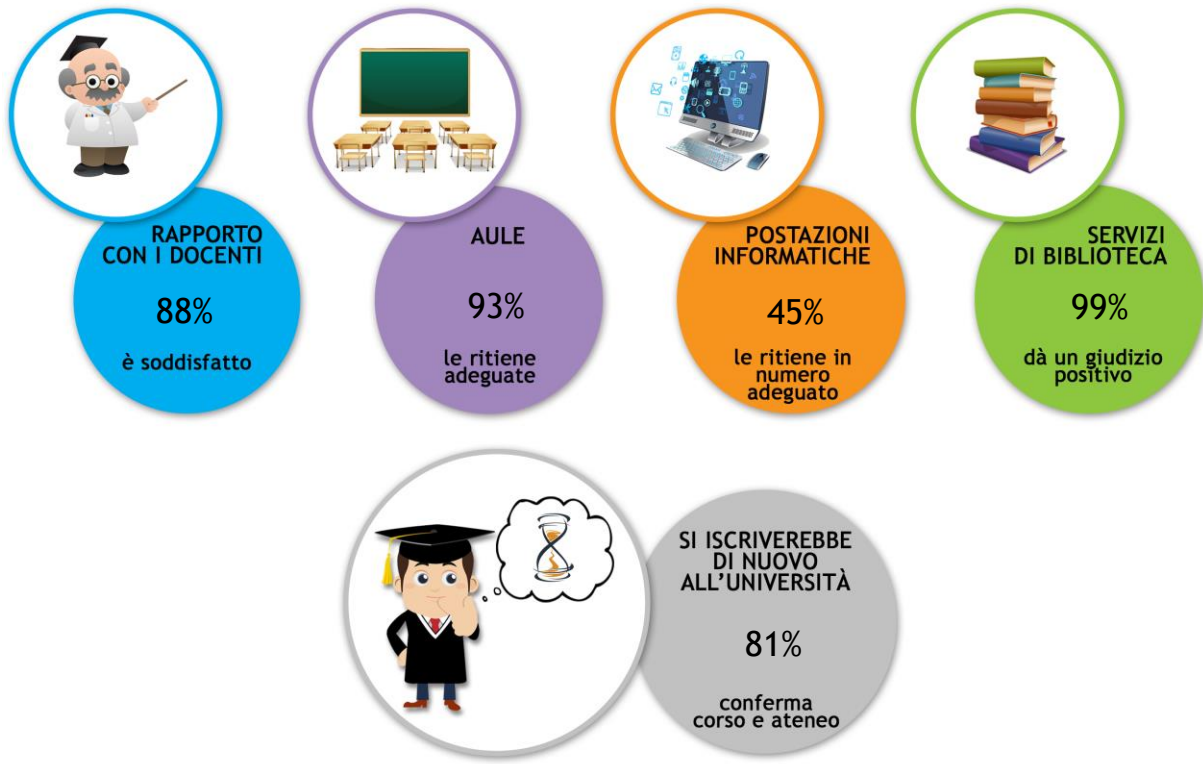 RAPPORTO
CON I DOCENTI
88%
è soddisfatto
AULE
93%
le ritiene
adeguate
POSTAZIONI
INFORMATICHE
45%
le ritiene in
numero
adeguato
SERVIZI
DI BIBLIOTECA
99%
dà un giudizio
positivo
SI ISCRIVEREBBE
DI NUOVO
ALL'UNIVERSITÀ
81%
conferma
corso e ateneo